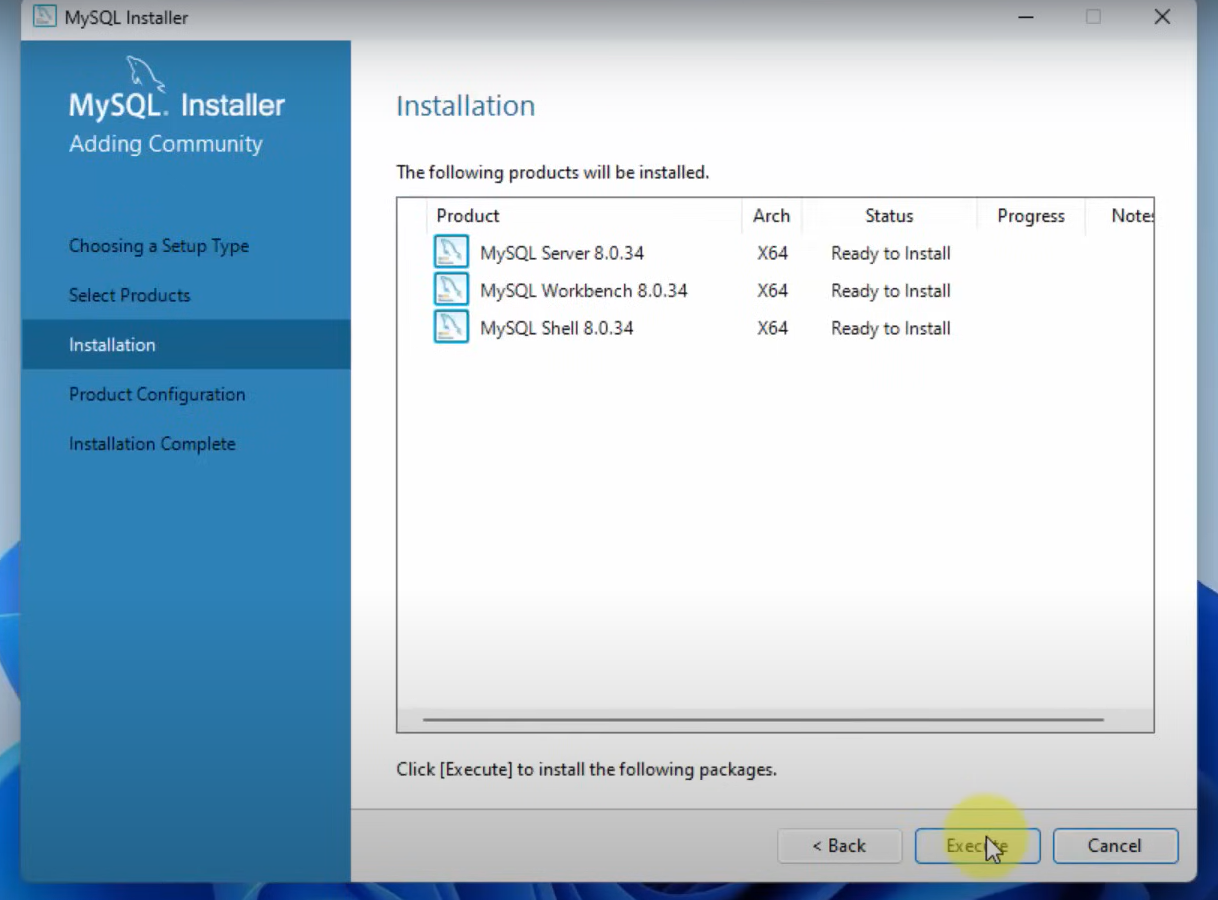 MySQL Installer
MySQL. Installer
Adding Community
Choosing a Setup Type
Select Products
Installation
Product Configuration
Installation Complete
Installation
The following products will be installed.
Product Arch Status Progress Notes
MySQL Server 8.0.34 X64 Ready to Install
MySQL Workbench 8.0.34 X64 Ready to Install
MySQL Shell 8.0.34 X64 Ready to Install
Click [Execute] to install the following packages.
< Back Execute Cancel